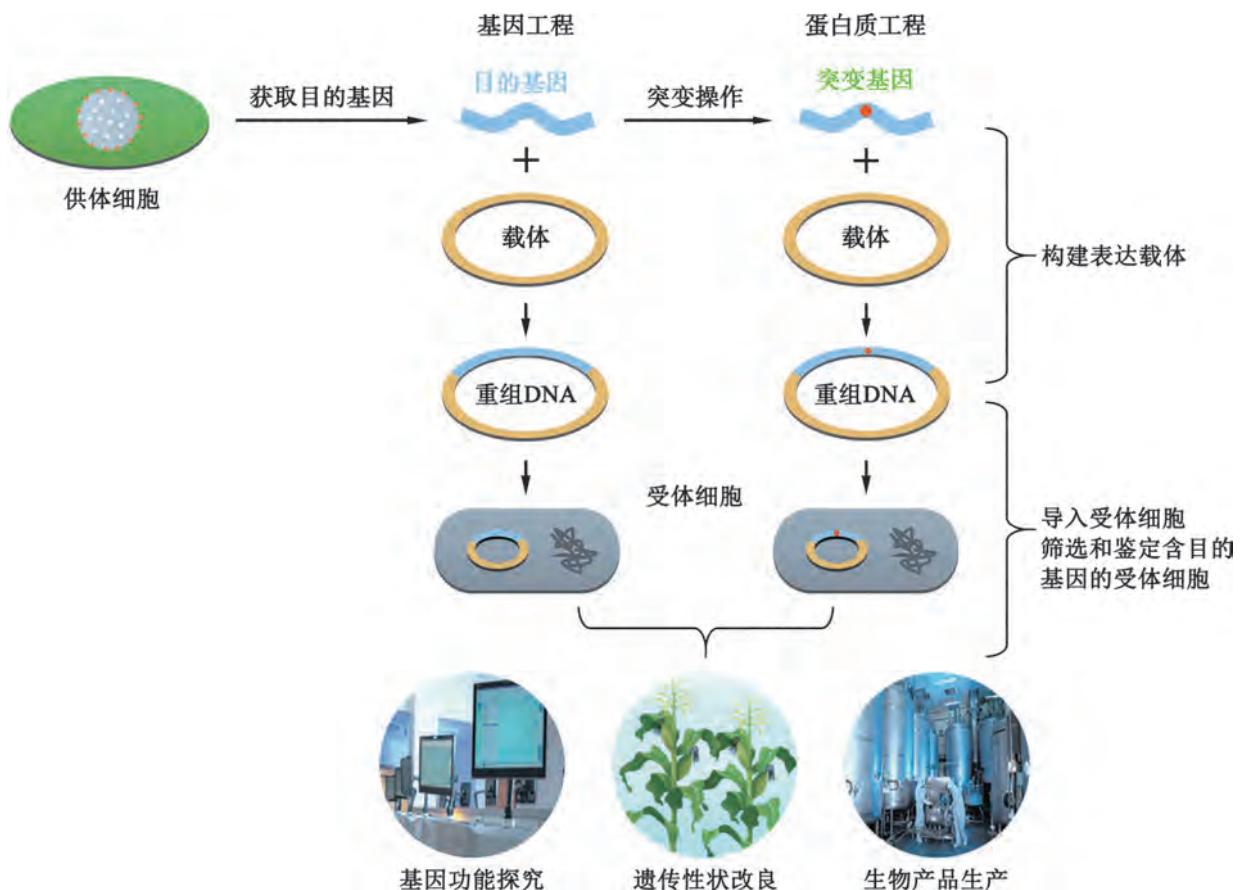 基因工程
蛋白质工程
目的基因
突变基因
获取目的基因
突变操作
供体细胞
载体
载体
构建表达载体
重组DNA
重组DNA
受体细胞
导入受体细胞
筛选和鉴定含目的
基因的受体细胞
基因功能探究
遗传性状改良
生物产品生产